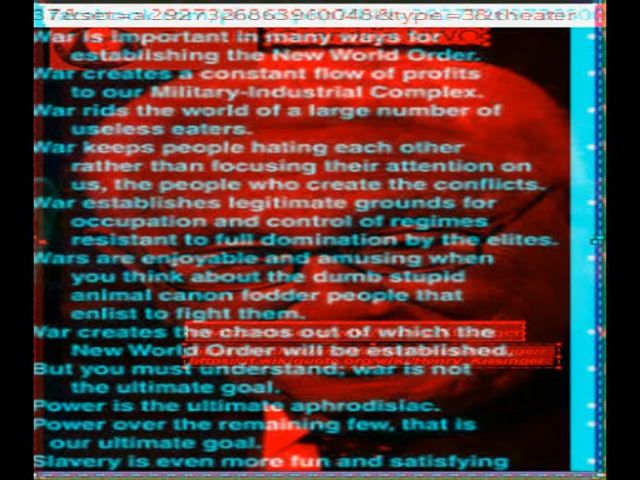 War is important in many ways for
establishing the New World Order.
War creates a constant flow of profits
to our Military-Industrial Complex.
War rids the world of a large number of
useless eaters.
War keeps people hating each other
rather than focusing their attention on
us, the people who create the conflicts.
War establishes legitimate grounds for
occupation and control of regimes
resistant to full domination by the elites.
Wars are enjoyable and amusing when
you think about the dumb stupid
animal canon fodder people that
enlist to fight them.
War creates the chaos out of which the
New World Order will be established.
But you must understand, war is not
the ultimate goal.
Power is the ultimate aphrodisiac.
Power over the remaining few, that is
our ultimate goal.
Slavery is even more fun and satisfying